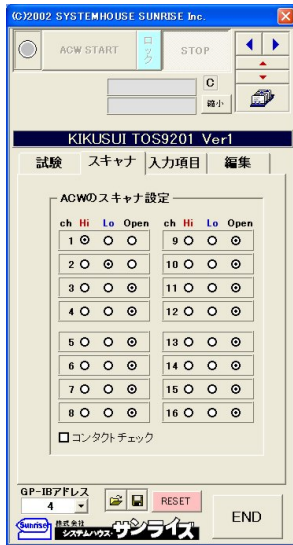 (C)2002 SYSTEMHOUSE SUNRISE Inc.
ACW START ロック STOP
C
縮小
KIKUSUI TOS9201 Ver1
試験 スキャナ 入力項目 編集
ACWのスキャナ設定
ch Hi Lo Open ch Hi Lo Open
1 9
2 10
3 11
4 12
5 13
6 14
7 15
8 16
コンタクトチェック
GP-IBアドレス
4 RESET
END
Sunrise 株式会社
システムハウス・サンライズ